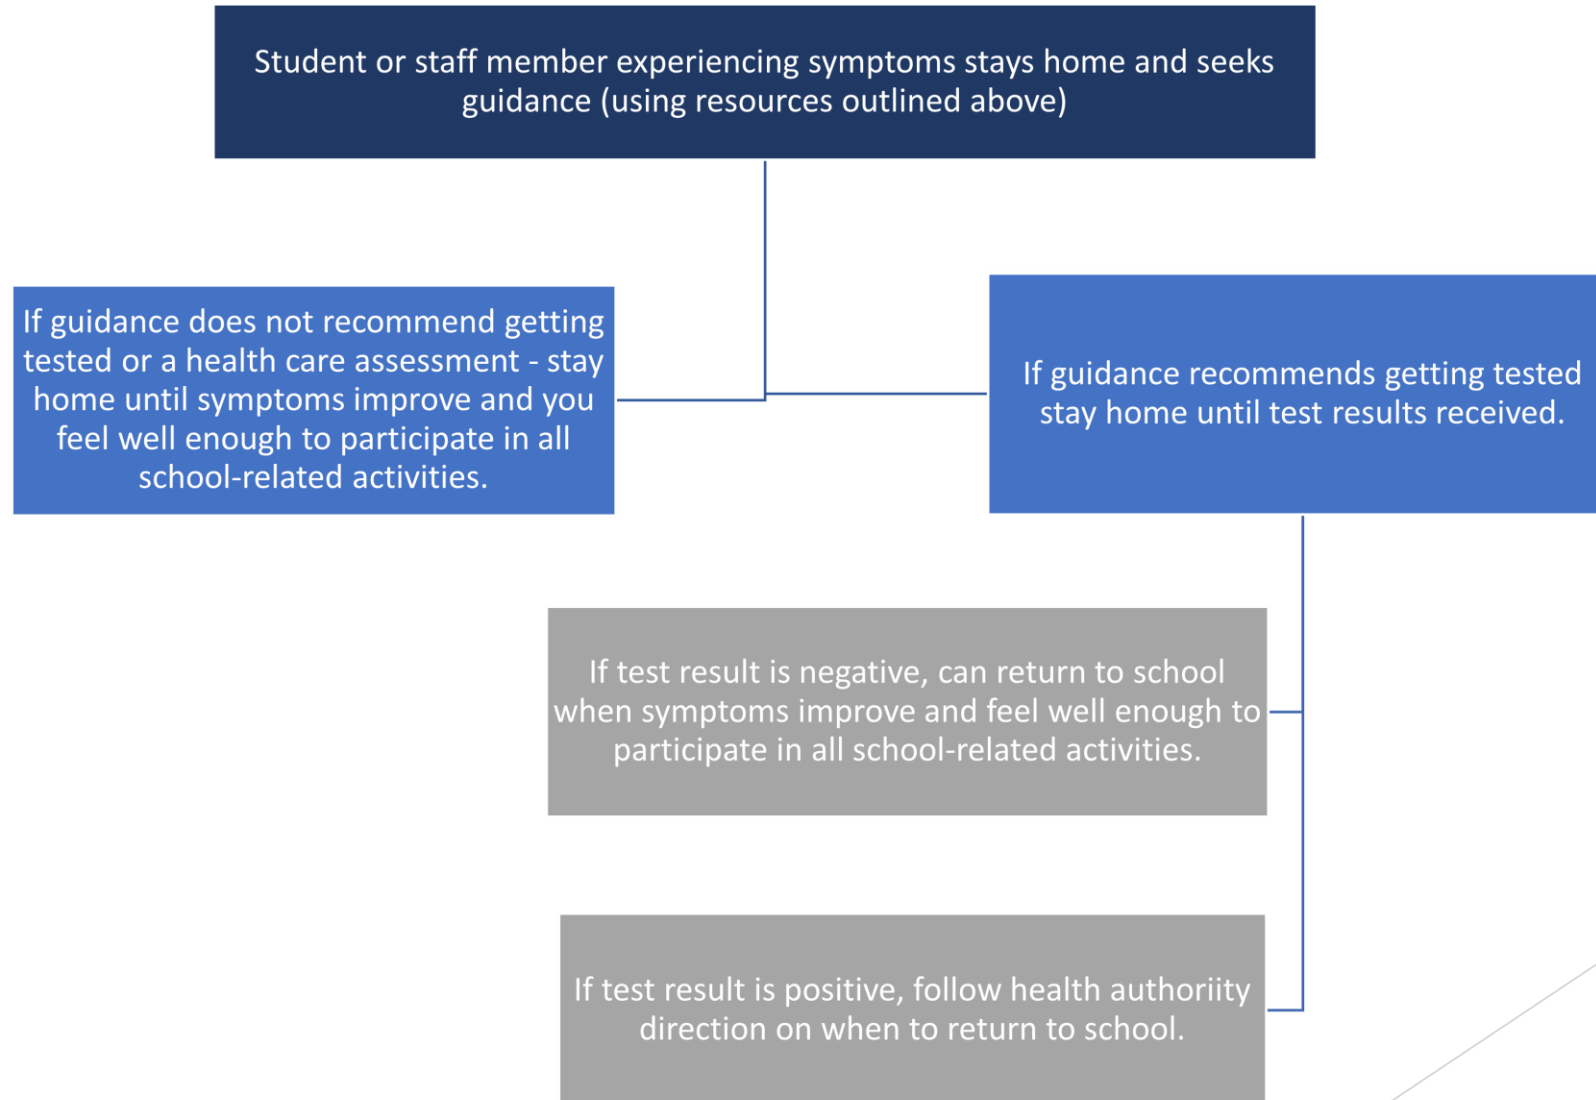 Student or staff member experiencing symptoms stays home and seeks
guidance (using resources outlined above)
If guidance does not recommend getting
tested or a health care assessment - stay
home until symptoms improve and you
feel well enough to participate in all
school-related activities.
If guidance recommends getting tested
stay home until test results received.
If test result is negative, can return to school
when symptoms improve and feel well enough to
participate in all school-related activities.
If test result is positive, follow health authoriity
direction on when to return to school.